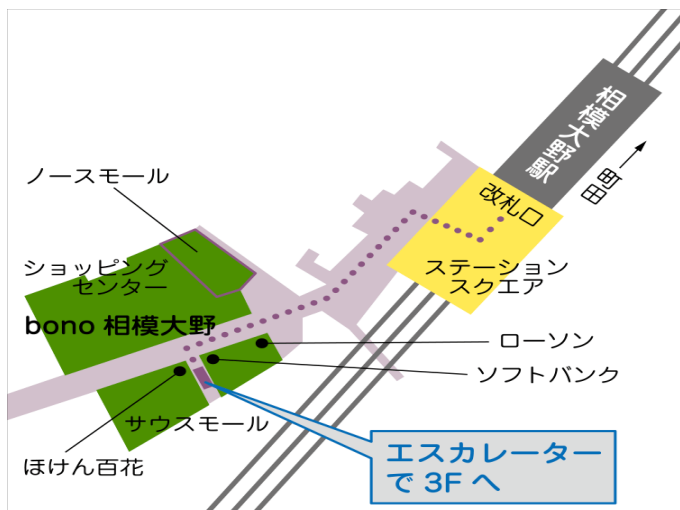 相模大野駅
町田
改札口
ノースモール
ショッピング
センター
ステーション
スクエア
bono 相模大野
ローソン
ソフトバンク
サウスモール
ほけん百花
エスカレーター
で 3F へ